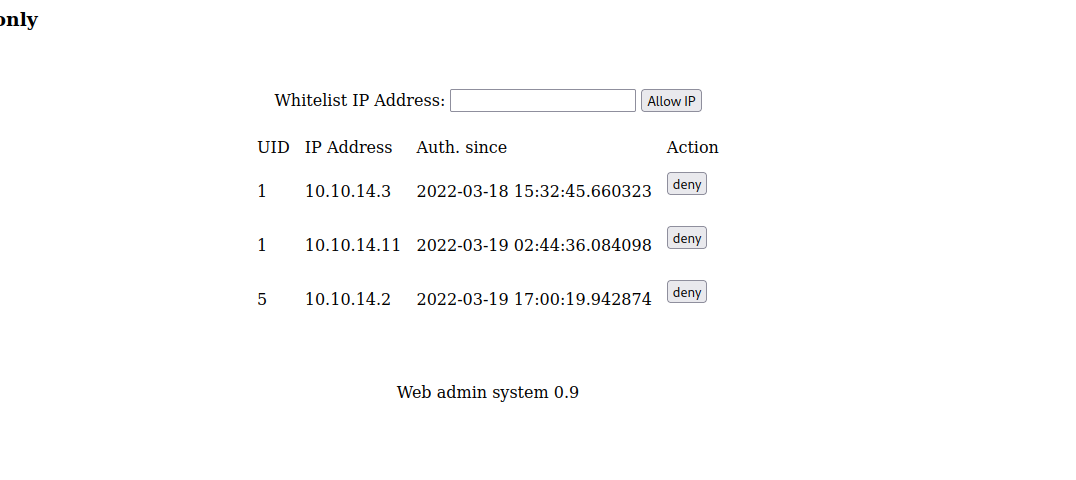 only
Whitelist IP Address: Allow IP
UID IP Address Auth. since Action
1 10.10.14.3 2022-03-18 15:32:45.660323 deny
1 10.10.14.11 2022-03-19 02:44:36.084098 deny
5 10.10.14.2 2022-03-19 17:00:19.942874 deny
Web admin system 0.9